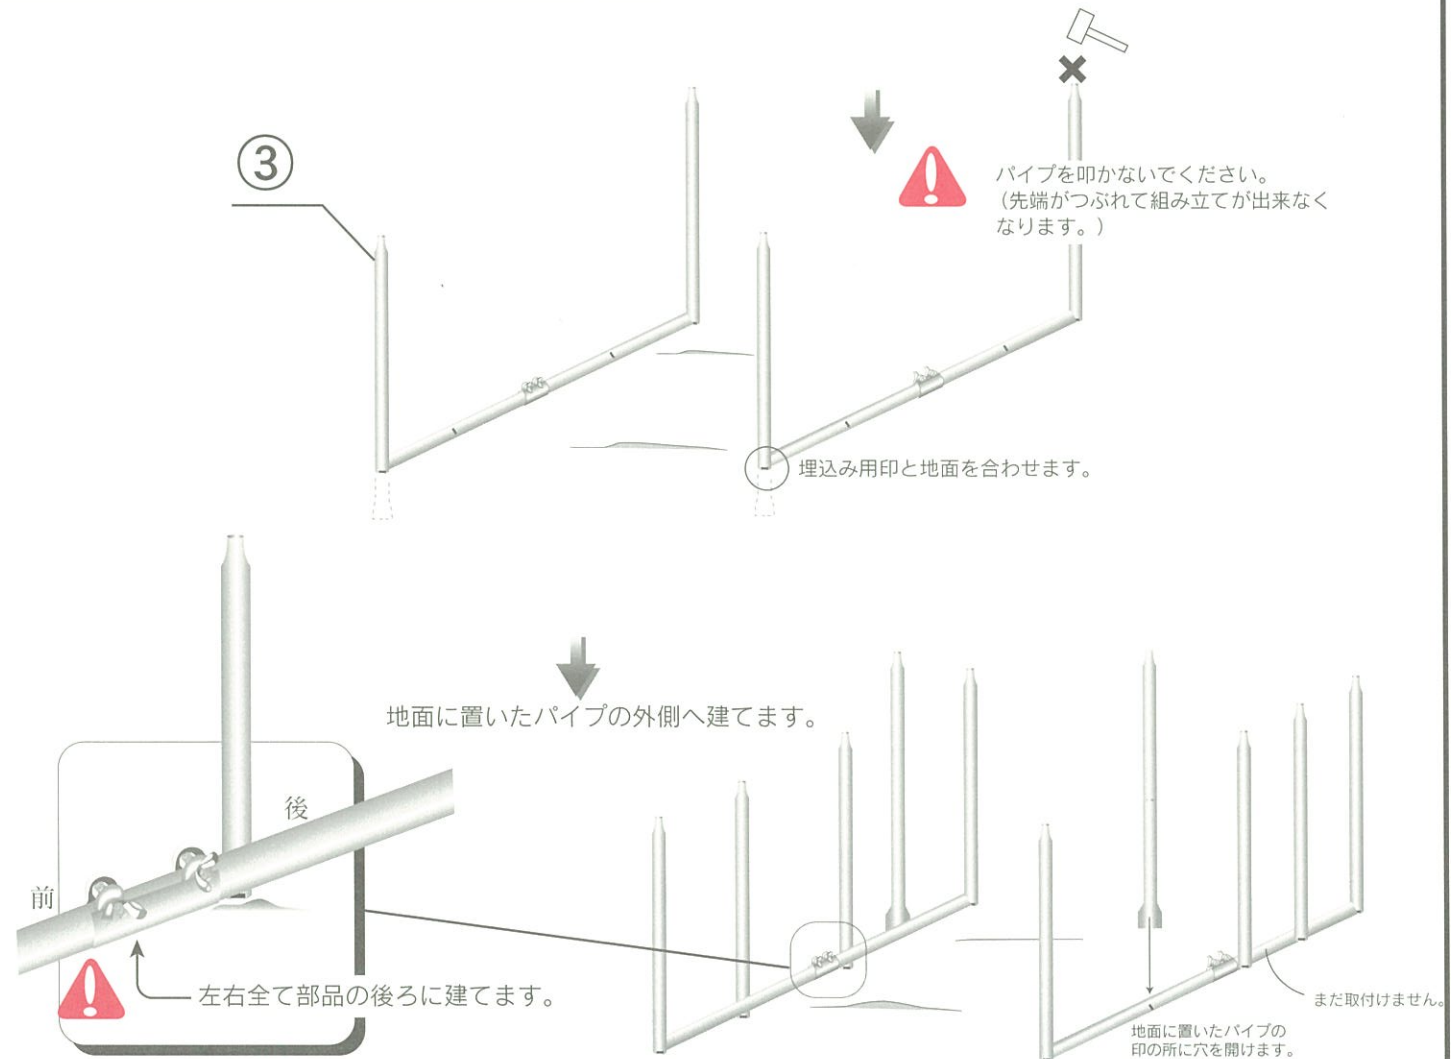 ③
パイプを叩かないでください。
（先端がつぶれて組み立てが出来なく
なります。）
埋込み用印と地面を合わせます。
地面に置いたパイプの外側へ建てます。
後
前
左右全て部品の後ろに建てます。
まだ取付けません。
地面に置いたパイプの
印の所に穴を開けます。